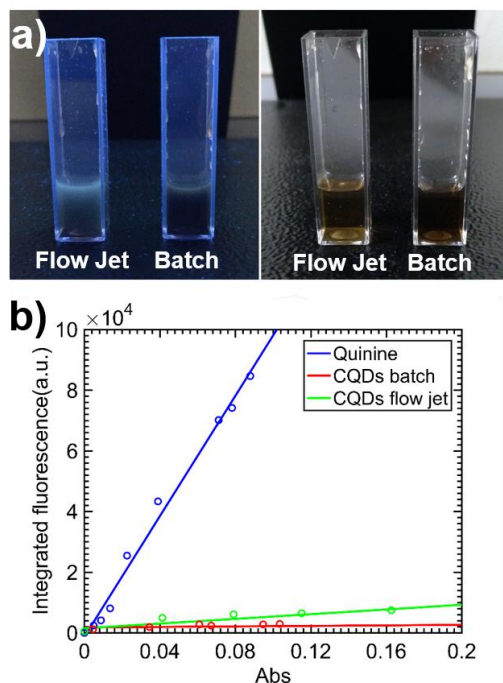 a)
Flow Jet Batch
Flow Jet Batch
b)
×10⁴
10
8
6
4
2
0
Integrated fluorescence(a.u.)
Quinine
CQDs batch
CQDs flow jet
0 0.04 0.08 0.12 0.16 0.2
Abs